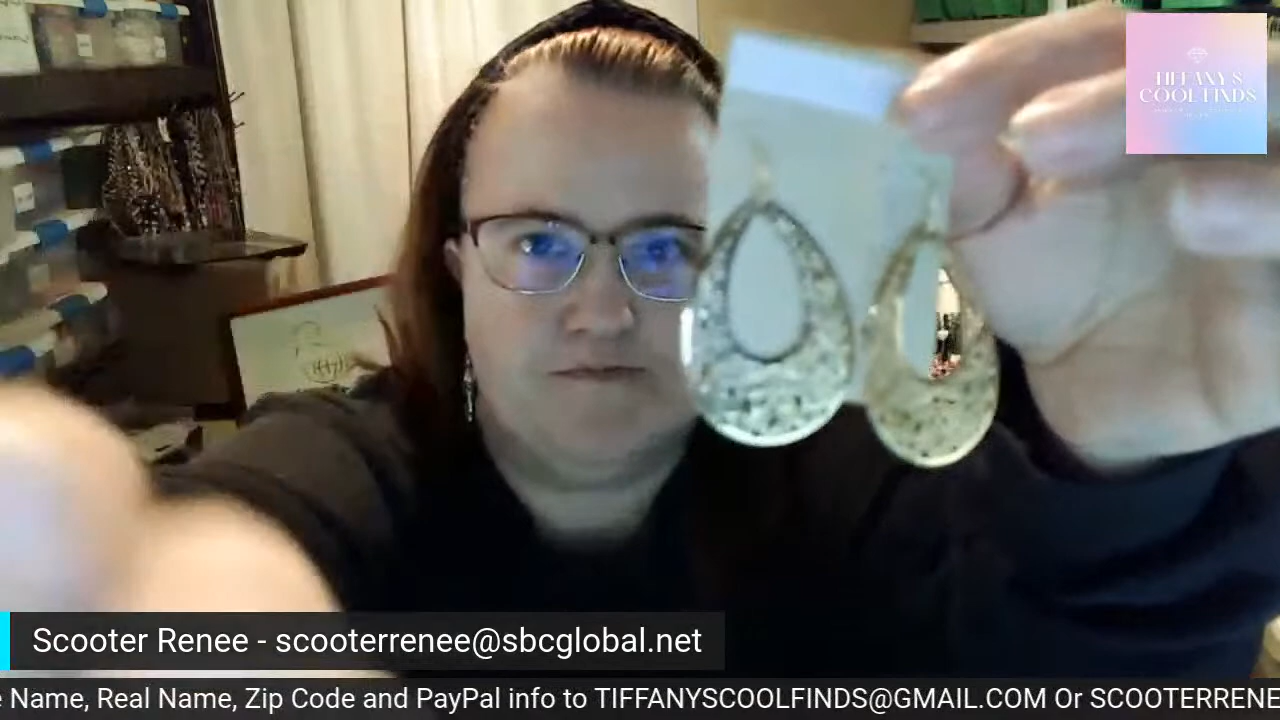 TIFFANY'S
COOL FINDS
Scooter Renee - scooterrenee@sbcglobal.net
e Name, Real Name, Zip Code and PayPal info to TIFFANYSCOOLFINDS@GMAIL.COM Or SCOOTERRENE